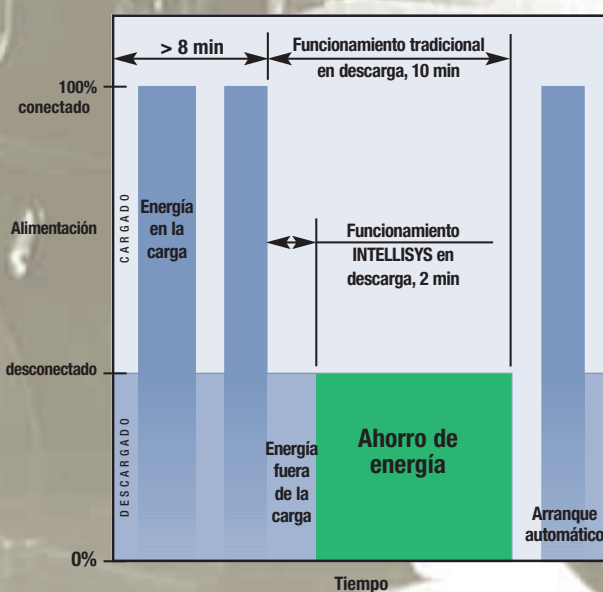 > 8 min
Funcionamiento tradicional
en descarga, 10 min
100%
conectado
Alimentación
CARGADO
Energía
en la
carga
Funcionamiento
INTELLISYS en
descarga, 2 min
desconectado
DESCARGADO
Energía
fuera
de la
carga
Ahorro de
energía
Arranque
automático
0%
Tiempo